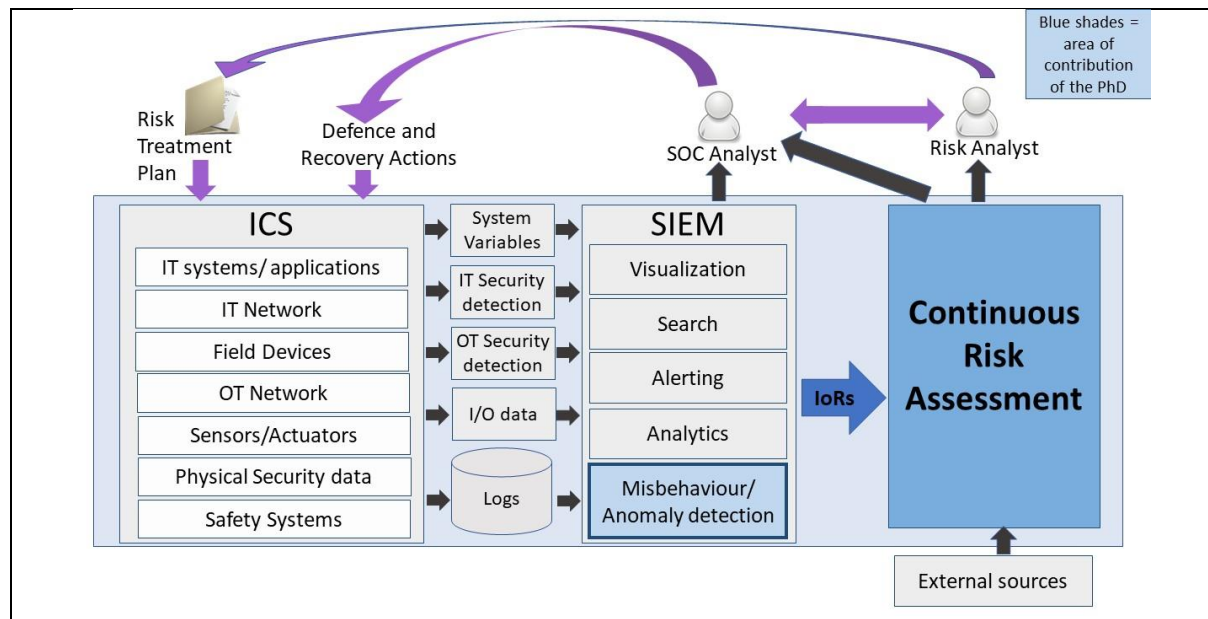 Blue shades =
area of
contribution
of the PhD
Risk
Treatment
Plan
Defence and
Recovery Actions
SOC Analyst
Risk Analyst
ICS
IT systems/ applications
IT Network
Field Devices
OT Network
Sensors/Actuators
Physical Security data
Safety Systems
System
Variables
IT Security
detection
OT Security
detection
I/O data
Logs
SIEM
Visualization
Search
Alerting
Analytics
Misbehaviour/
Anomaly detection
IoRs
Continuous
Risk
Assessment
External sources